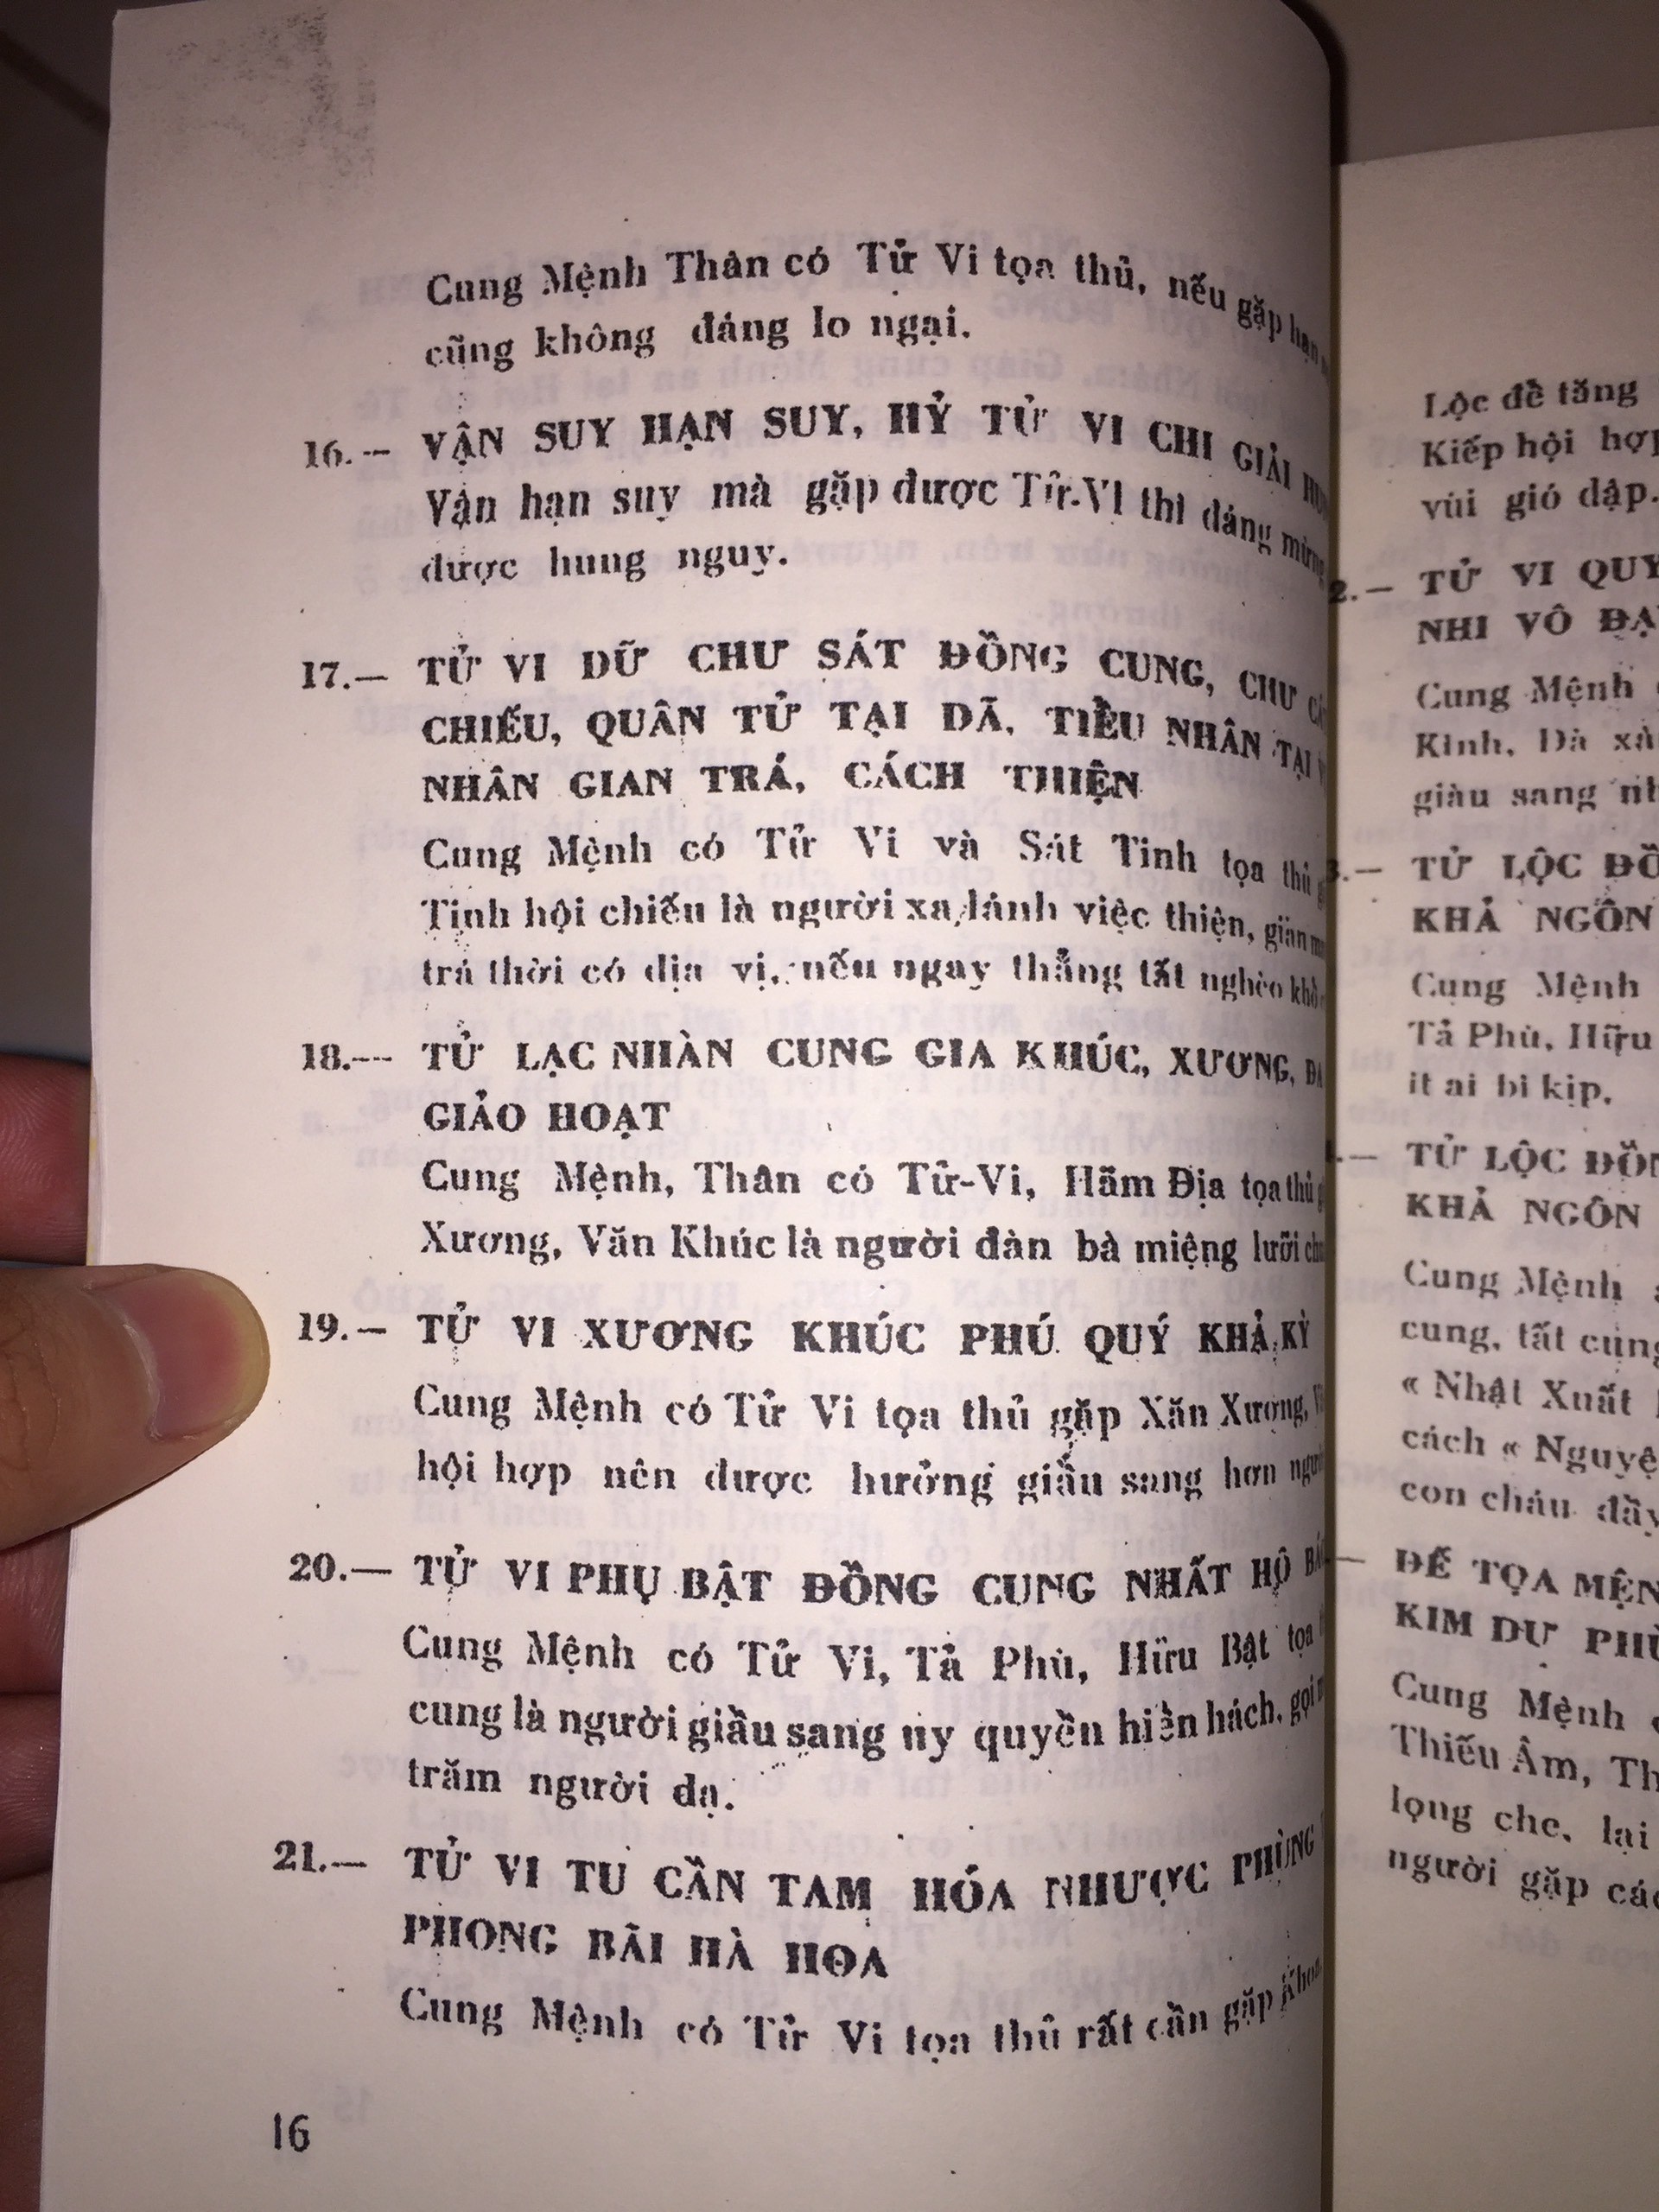 Cung Mệnh Thân có Tử Vi tọa thủ, nếu gặp hạn
cũng không đáng lo ngại.
16.— VẬN SUY HẠN SUY, HỶ TỬ VI CHI GIẢI
Vận hạn suy mà gặp được Tử-Vi thì đáng mừng
được hung nguy.
17.— TỬ VI DỮ CHƯ SÁT ĐỒNG CUNG, CHƯ
CHIẾU, QUÂN TỬ TẠI DÃ, TIỀU NHÂN TẠI
NHÂN GIAN TRÁ, CÁCH THIỆN
Cung Mệnh có Tử Vi và Sát Tinh tọa thủ
Tinh hội chiếu là người xa lánh việc thiện, gian
trá thời có địa vị, nếu ngay thẳng tất nghèo khổ
18.— TỬ LẠC NHÀN CUNG GIA KHÚC, XƯƠNG,
GIẢO HOẠT
Cung Mệnh, Thân có Tử-Vi, Hãm Địa tọa thủ
Xương, Văn Khúc là người đàn bà miệng lưỡi
19.— TỬ VI XƯƠNG KHÚC PHÚ QUÝ KHẢ KỲ
Cung Mệnh có Tử Vi tọa thủ gặp Xăn Xương,
hội hợp nên được hưởng giầu sang hơn
20.— TỬ VI PHỤ BẬT ĐỒNG CUNG NHẤT HỘ
Cung Mệnh có Tử Vi, Tả Phù, Hữu Bật tọa
cung là người giầu sang uy quyền hiền hách, gọi
trăm người dạ.
21.— TỬ VI TU CẦN TAM HÓA NHƯỢC PHÙNG
PHONG BÃI HÀ HOA
Cung Mệnh có Tử Vi tọa thủ rất cần gặp
16
Lộc đề tăng
Kiếp hội hợp
vùi gió dập.
2.— TỬ VI QUY
NHI VÔ
Cung Mệnh
Kình, Đà
giàu sang
3.— TỬ LỘC
KHẢ NGÔN
Cung Mệnh
Tả Phù, Hữu
ít ai bì kịp.
— TỬ LỘC
KHẢ NGÔN
Cung Mệnh
cung, tất cung
« Nhật Xuất
cách «
con cháu đầy
— ĐẾ TỌA
KIM DƯ
Cung Mệnh
Thiếu Âm,
lọng che, lại
người gặp